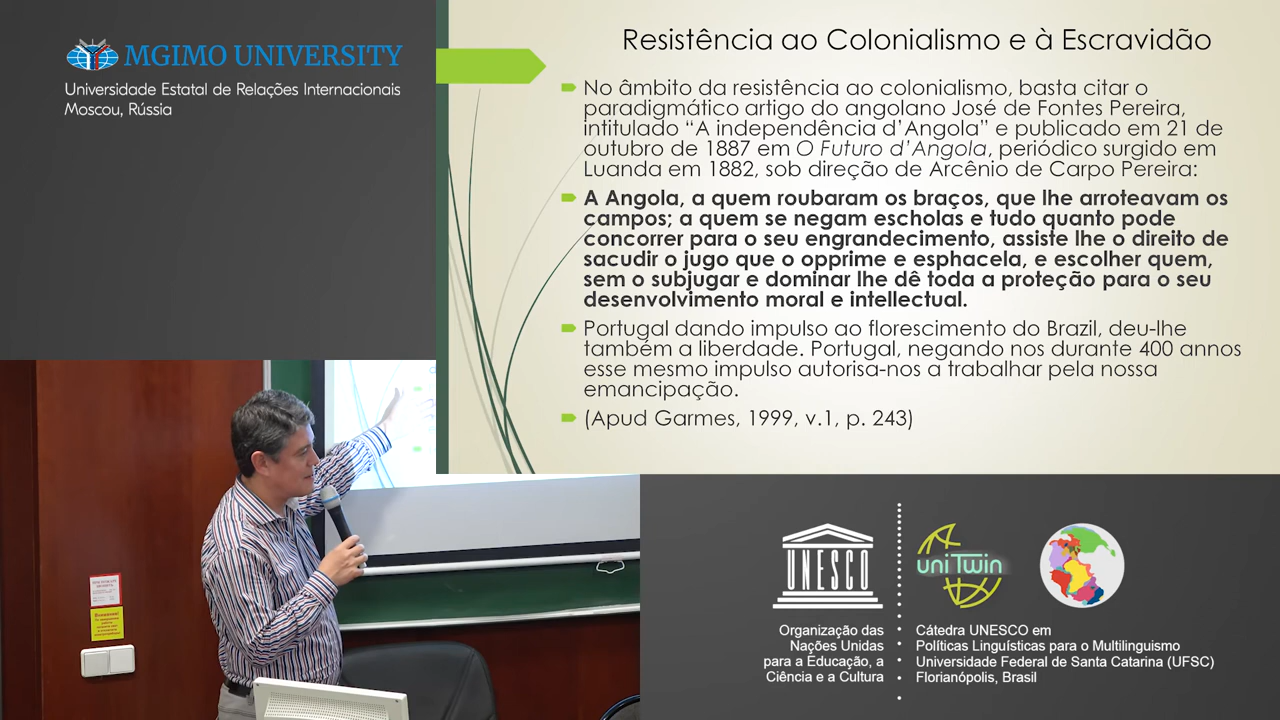 MGIMO UNIVERSITY
Universidade Estatal de Relações Internacionais
Moscou, Rússia
Resistência ao Colonialismo e à Escravidão
No âmbito da resistência ao colonialismo, basta citar o
paradigmático artigo do angolano José de Fontes Pereira,
intitulado “A independência d’Angola” e publicado em 21 de
outubro de 1887 em O Futuro d’Angola, periódico surgido em
Luanda em 1882, sob direção de Arcênio de Carpo Pereira:
A Angola, a quem roubaram os braços, que lhe arroteavam os
campos; a quem se negam escholas e tudo quanto pode
concorrer para o seu engrandecimento, assiste lhe o direito de
sacudir o jugo que o opprime e esphacela, e escolher quem,
sem o subjugar e dominar lhe dê toda a proteção para o seu
desenvolvimento moral e intellectual.
Portugal dando impulso ao florescimento do Brazil, deu-lhe
também a liberdade. Portugal, negando nos durante 400 annos
esse mesmo impulso autorisa-nos a trabalhar pela nossa
emancipação.
(Apud Garmes, 1999, v.1, p. 243)
UNESCO
uniTwin
Organização das
Nações Unidas
para a Educação, a
Ciência e a Cultura
Cátedra UNESCO em
Políticas Linguísticas para o Multilinguismo
Universidade Federal de Santa Catarina (UFSC)
Florianópolis, Brasil